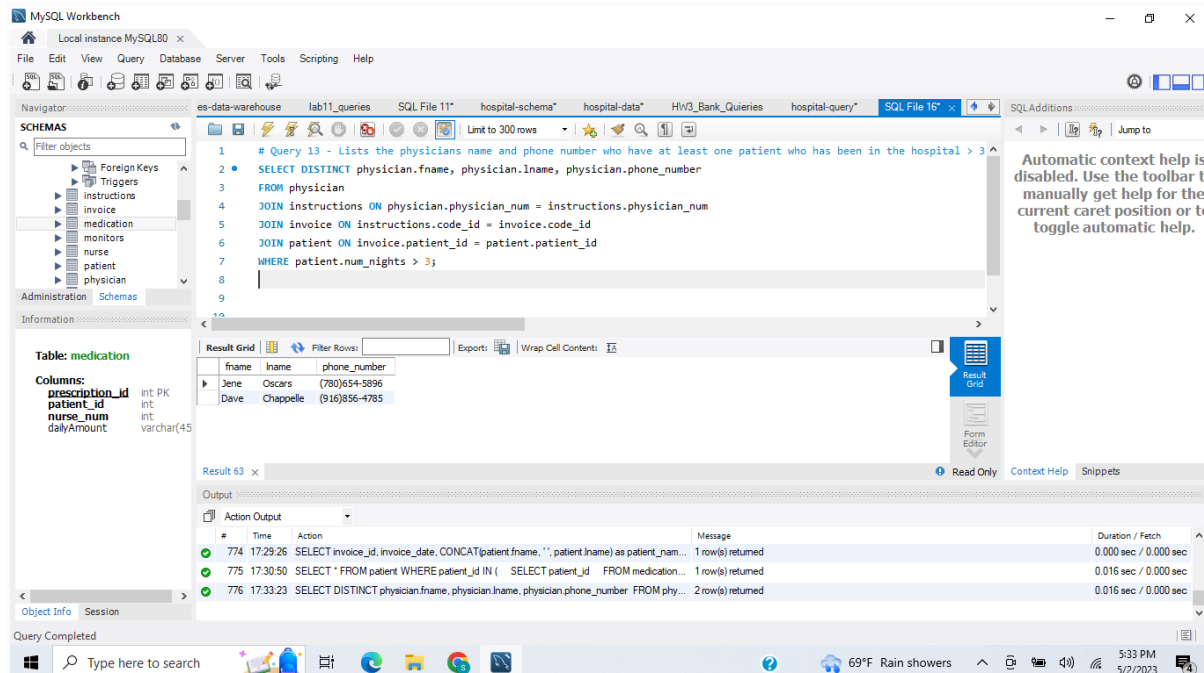 MySQL Workbench
Local instance MySQL80
File Edit View Query Database Server Tools Scripting Help
Navigator
SCHEMAS
Filter objects
Foreign Keys
Triggers
instructions
invoice
medication
monitors
nurse
patient
physician
Administration Schemas
Information
Table: medication
Columns:
prescription_id int PK
patient_id int
nurse_num int
dailyAmount varchar(45
Object Info Session
es-data-warehouse lab11_queries SQL File 11* hospital-schema* hospital-data* HW3_Bank_Quieries hospital-query* SQL File 16*
Limit to 300 rows
1 # Query 13 - Lists the physicians name and phone number who have at least one patient who has been in the hospital > 3
2 SELECT DISTINCT physician.fname, physician.lname, physician.phone_number
3 FROM physician
4 JOIN instructions ON physician.physician_num = instructions.physician_num
5 JOIN invoice ON instructions.code_id = invoice.code_id
6 JOIN patient ON invoice.patient_id = patient.patient_id
7 WHERE patient.num_nights > 3;
8
9
10
Result Grid Filter Rows: Export: Wrap Cell Content:
fname lname phone_number
Jene Oscars (780)654-5896
Dave Chappelle (916)856-4785
Result Grid
Form Editor
Result 63
Read Only
SQLAdditions
Jump to
Automatic context help is
disabled. Use the toolbar t
manually get help for the
current caret position or to
toggle automatic help.
Context Help Snippets
Output
Action Output
# Time Action Message Duration / Fetch
774 17:29:26 SELECT invoice_id, invoice_date, CONCAT(patient.fname, ' ', patient.lname) as patient_nam... 1 row(s) returned 0.000 sec / 0.000 sec
775 17:30:50 SELECT * FROM patient WHERE patient_id IN ( SELECT patient_id FROM medication... 1 row(s) returned 0.016 sec / 0.000 sec
776 17:33:23 SELECT DISTINCT physician.fname, physician.lname, physician.phone_number FROM phy... 2 row(s) returned 0.016 sec / 0.000 sec
Query Completed
Type here to search
69°F Rain showers
5:33 PM
5/2/2023
4